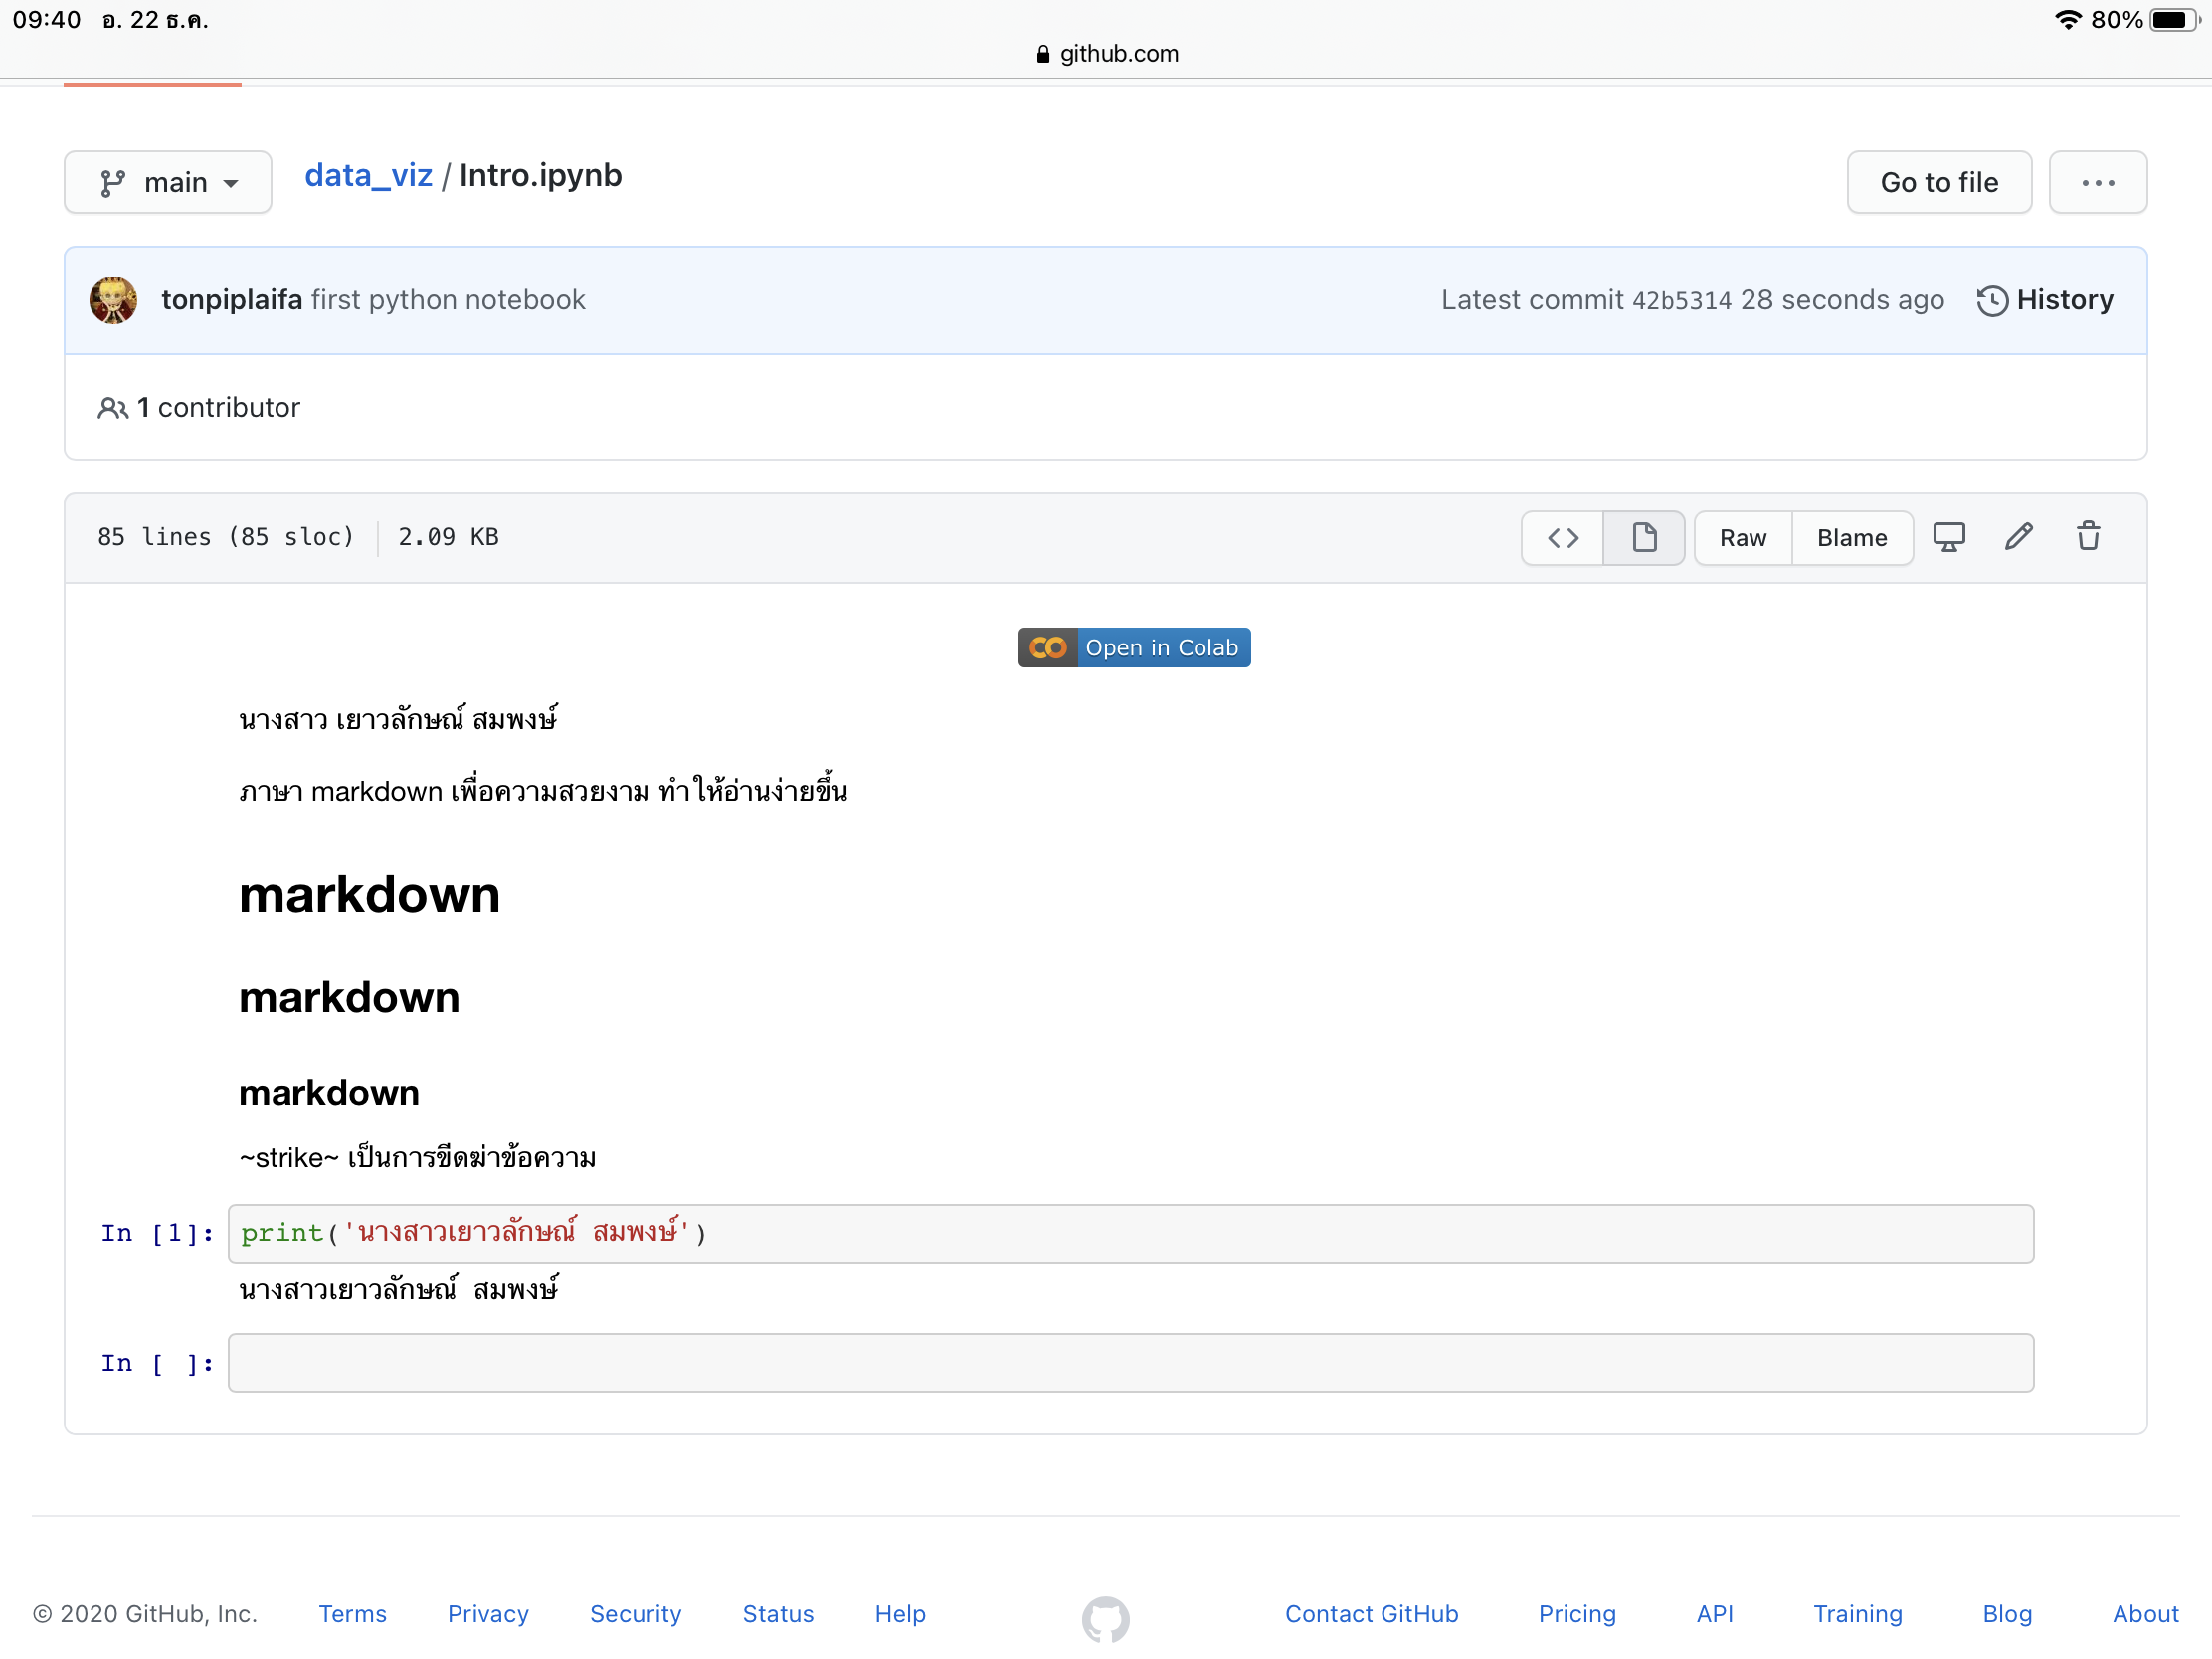 09:40 อ. 22 ธ.ค. 80%
github.com
main data_viz / Intro.ipynb Go to file ...
tonpiplaifa first python notebook Latest commit 42b5314 28 seconds ago History
1 contributor
85 lines (85 sloc) 2.09 KB <> Raw Blame
Open in Colab
นางสาว เยาวลักษณ์ สมพงษ์
ภาษา markdown เพื่อความสวยงาม ทำให้อ่านง่ายขึ้น
markdown
markdown
markdown
~strike~ เป็นการขีดฆ่าข้อความ
In [1]: print('นางสาวเยาวลักษณ์ สมพงษ์')
นางสาวเยาวลักษณ์ สมพงษ์
In [ ]:
© 2020 GitHub, Inc. Terms Privacy Security Status Help Contact GitHub Pricing API Training Blog About